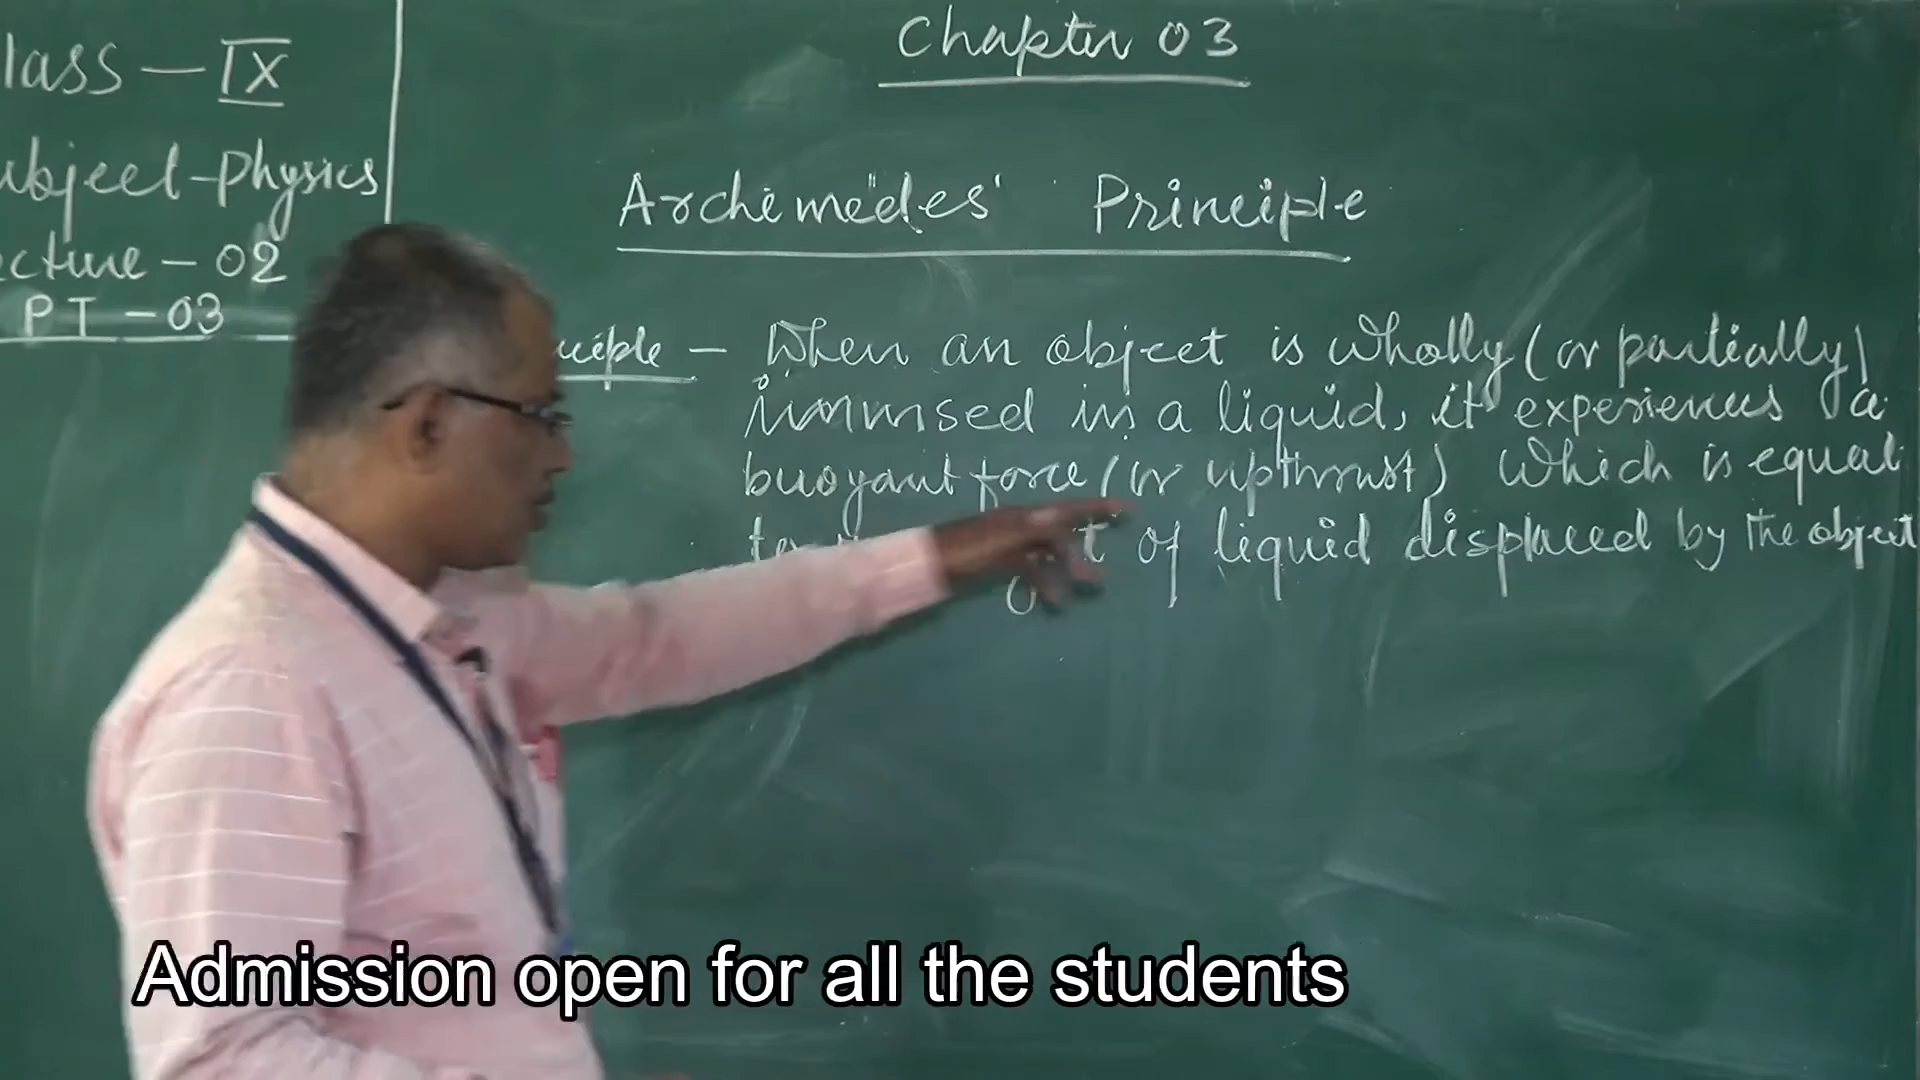 Chapter 03
lass - IX
ubject - Physics
ecture - 02
PT - 03
Archemedes' Principle
ciple - When an object is wholly (or partially)
immersed in a liquid, it experiences a
buoyant force (or upthrust) which is equal
of liquid displaced by the object
Admission open for all the students